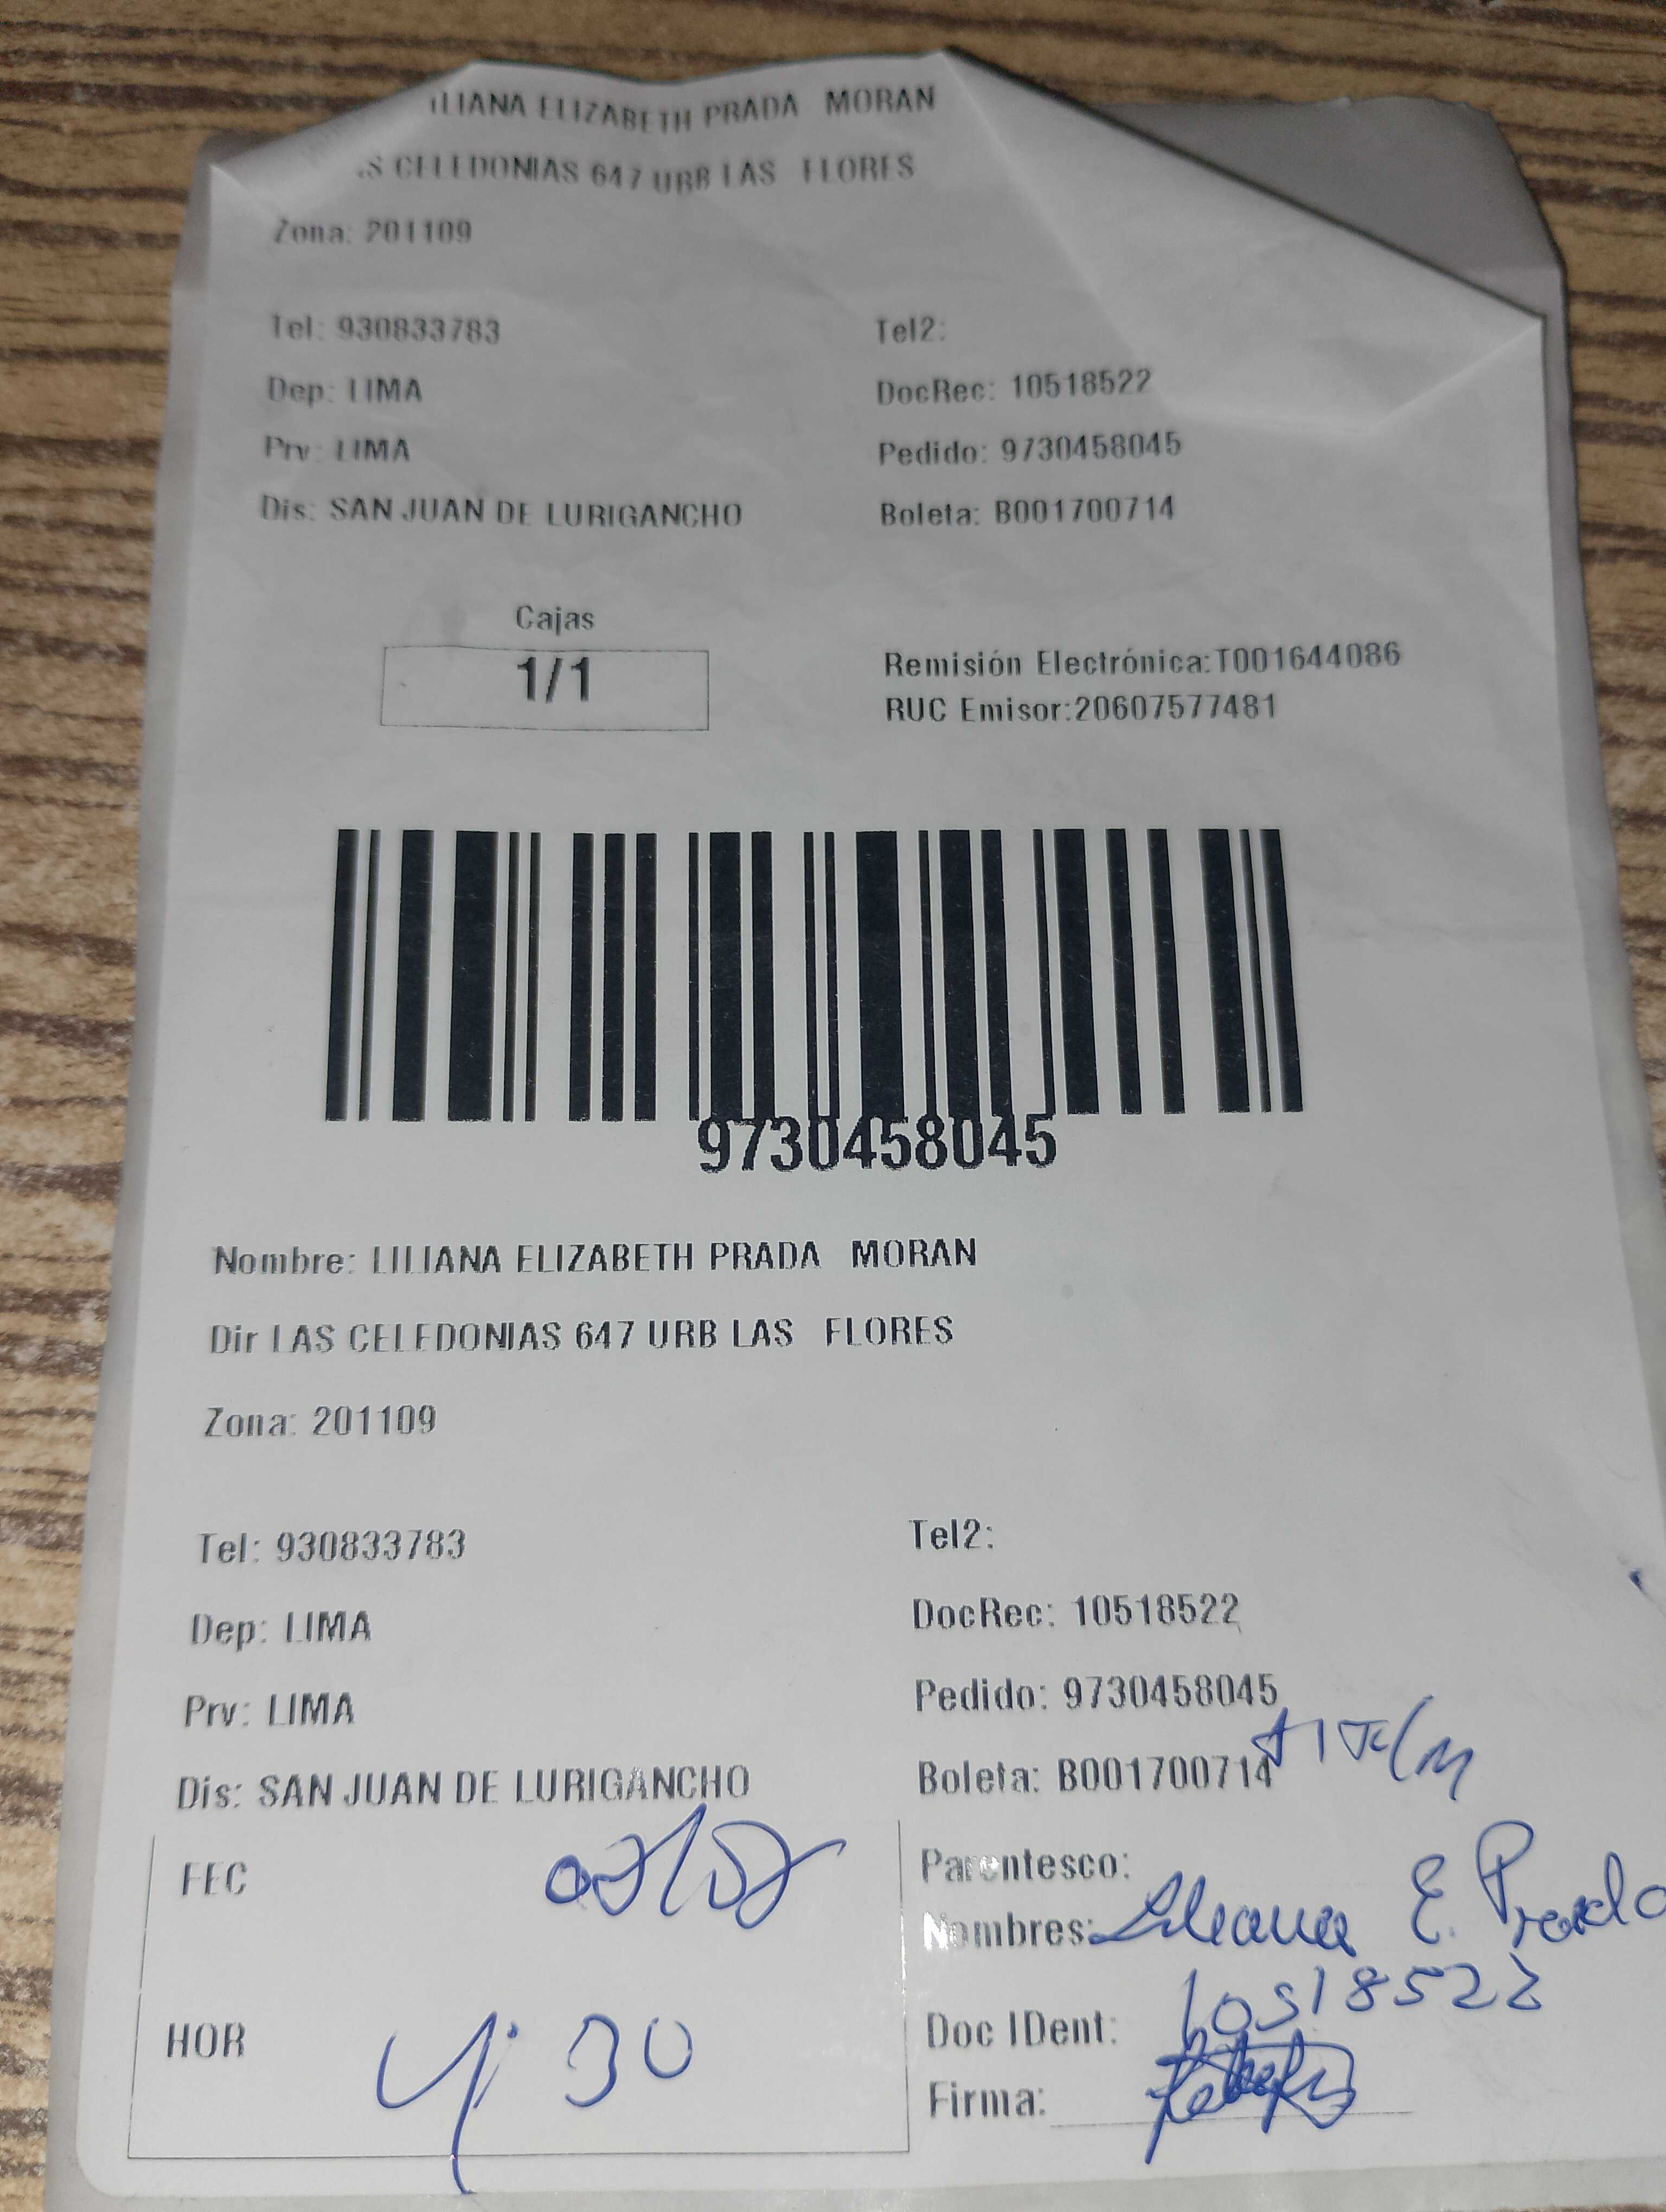 ILIANA ELIZABETH PRADA MORAN
S CELEDONIAS 647 URB LAS FLORES
Zona: 201109
Tel: 930833783 Tel2:
Dep: LIMA DocRec: 10518522
Prv: LIMA Pedido: 9730458045
Dis: SAN JUAN DE LURIGANCHO Boleta: B001700714
Cajas
1/1
Remisión Electrónica:T001644086
RUC Emisor:20607577481
9730458045
Nombre: LILIANA ELIZABETH PRADA MORAN
Dir LAS CELEDONIAS 647 URB LAS FLORES
Zona: 201109
Tel: 930833783 Tel2:
Dep: LIMA DocRec: 10518522
Prv: LIMA Pedido: 9730458045
Dis: SAN JUAN DE LURIGANCHO Boleta: B001700714
FEC
Parentesco:
Nombres: Liliana E. Prada
HOR 4:30
Doc IDent: 10518522
Firma: